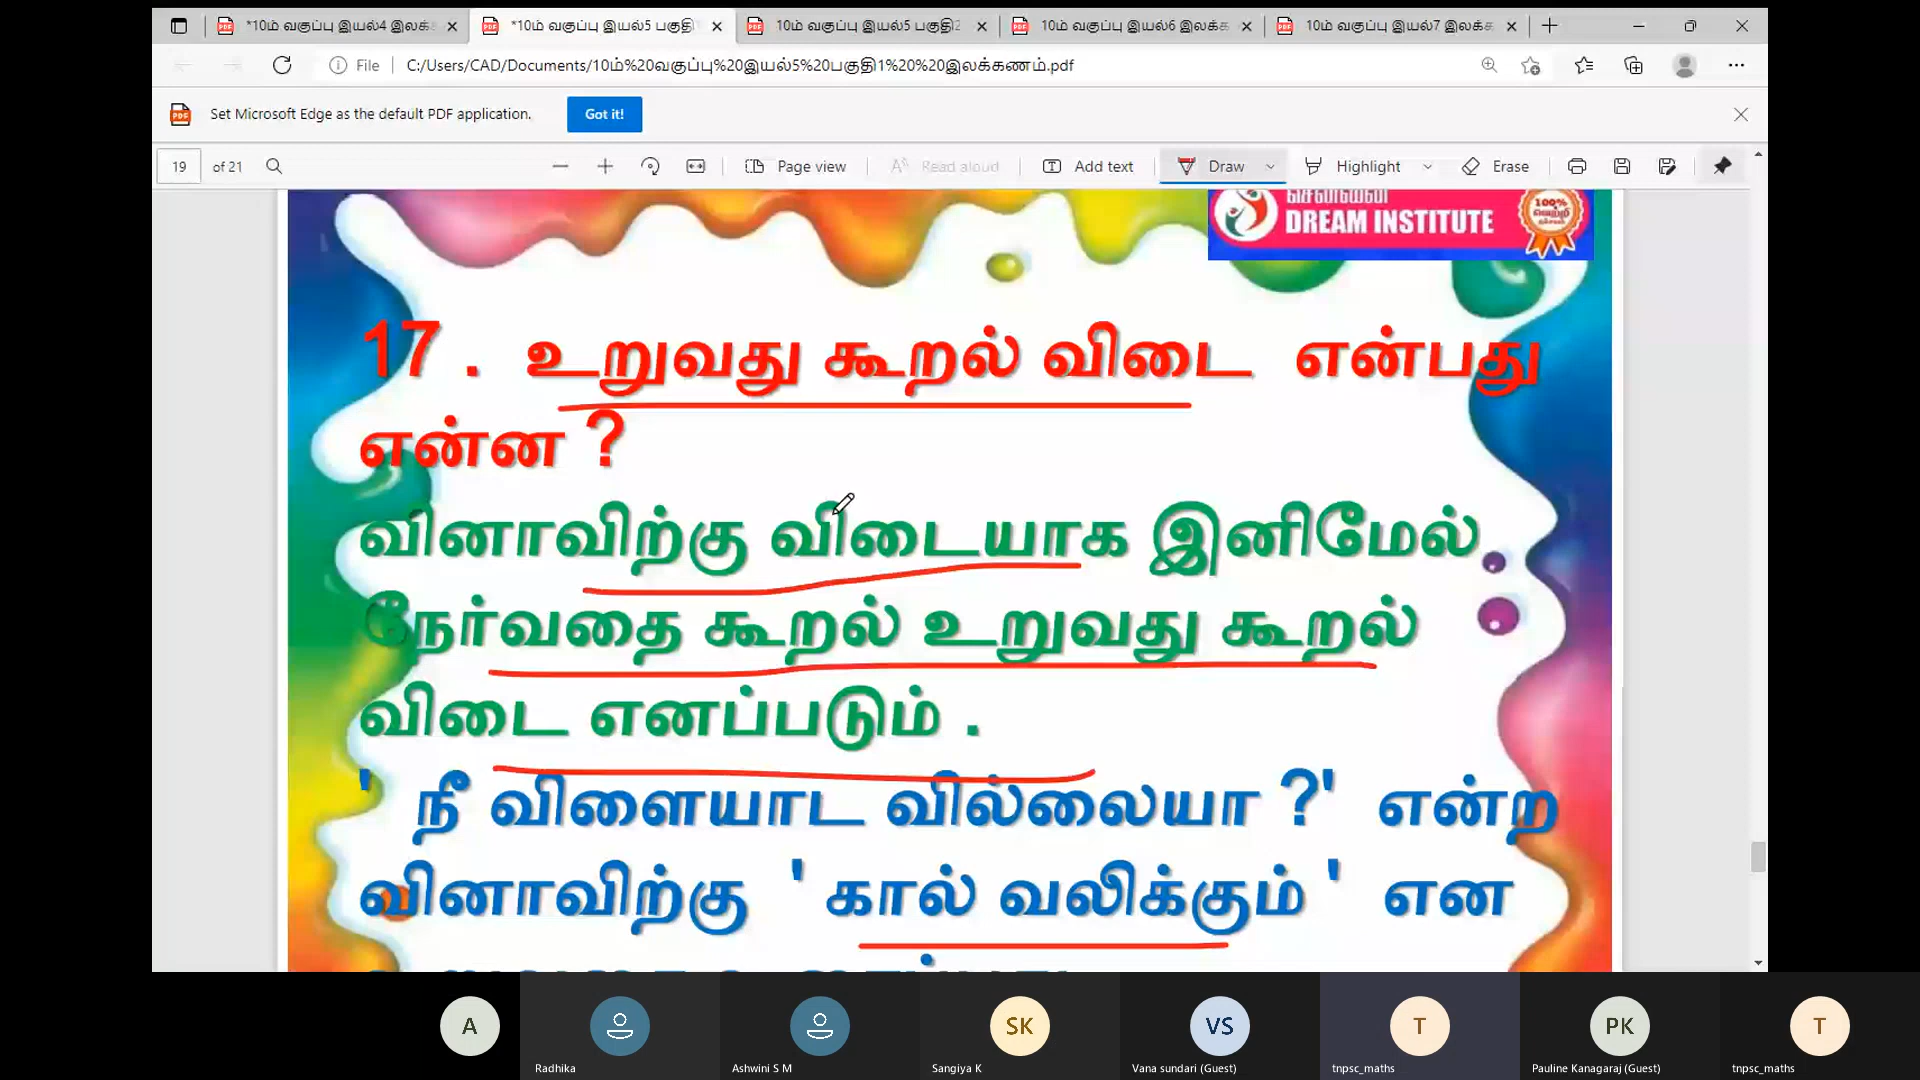 *10ம் வகுப்பு இயல்4 இலக்க
*10ம் வகுப்பு இயல்5 பகுதி
10ம் வகுப்பு இயல்5 பகுதி2
10ம் வகுப்பு இயல்6 இலக்க
10ம் வகுப்பு இயல்7 இலக்க
File C:/Users/CAD/Documents/10ம்%20வகுப்பு%20இயல்5%20பகுதி1%20%20இலக்கணம்.pdf
Set Microsoft Edge as the default PDF application. Got it!
19 of 21 Page view Read aloud Add text Draw Highlight Erase
DREAM INSTITUTE
100%
17 . உறுவது கூறல் விடை என்பது
என்ன ?
வினாவிற்கு விடையாக இனிமேல்
நேர்வதை கூறல் உறுவது கூறல்
விடை எனப்படும் .
' நீ விளையாட வில்லையா ?' என்ற
வினாவிற்கு ' கால் வலிக்கும் ' என
A SK VS T PK T
Radhika Ashwini S M Sangiya K Vana sundari (Guest) tnpsc_maths Pauline Kanagaraj (Guest) tnpsc_maths